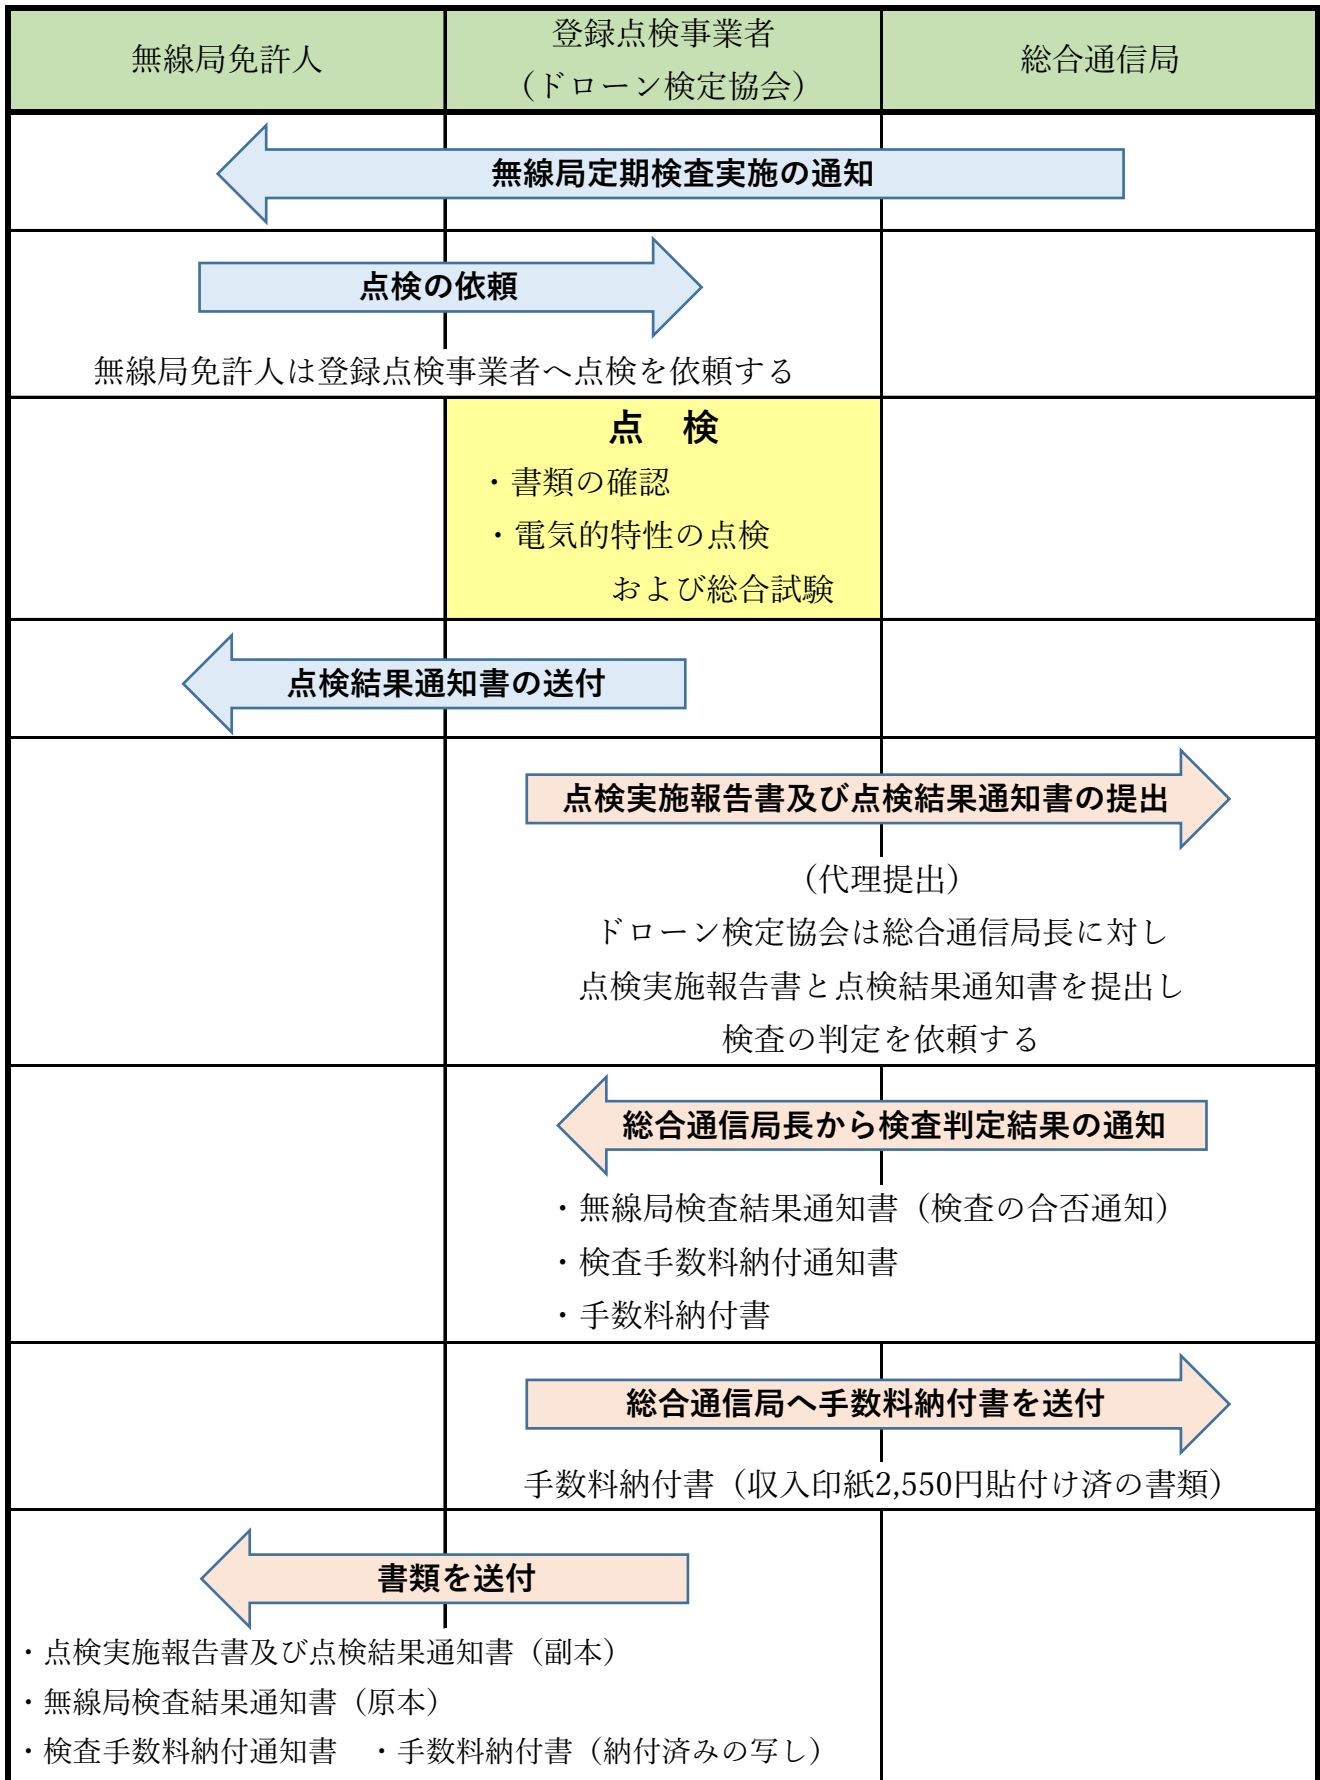 無線局免許人
登録点検事業者
（ドローン検定協会）
総合通信局
無線局定期検査実施の通知
点検の依頼
無線局免許人は登録点検事業者へ点検を依頼する
点　検
・書類の確認
・電気的特性の点検
および総合試験
点検結果通知書の送付
点検実施報告書及び点検結果通知書の提出
（代理提出）
ドローン検定協会は総合通信局長に対し
点検実施報告書と点検結果通知書を提出し
検査の判定を依頼する
総合通信局長から検査判定結果の通知
・無線局検査結果通知書（検査の合否通知）
・検査手数料納付通知書
・手数料納付書
総合通信局へ手数料納付書を送付
手数料納付書（収入印紙2,550円貼付け済の書類）
書類を送付
・点検実施報告書及び点検結果通知書（副本）
・無線局検査結果通知書（原本）
・検査手数料納付通知書　・手数料納付書（納付済みの写し）